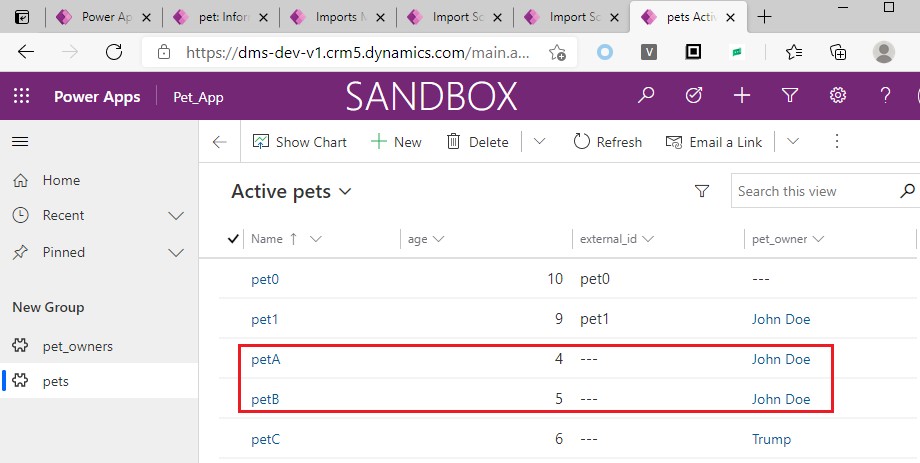 Power Ap
pet: Inforr
Imports M
Import Sc
Import Sc
pets Activ
https://dms-dev-v1.crm5.dynamics.com/main.a...
V
Power Apps
Pet_App
SANDBOX
Show Chart
New
Delete
Refresh
Email a Link
Home
Recent
Pinned
New Group
pet_owners
pets
Active pets
Search this view
Name
age
external_id
pet_owner
pet0 10 pet0 ---
pet1 9 pet1 John Doe
petA 4 --- John Doe
petB 5 --- John Doe
petC 6 --- Trump